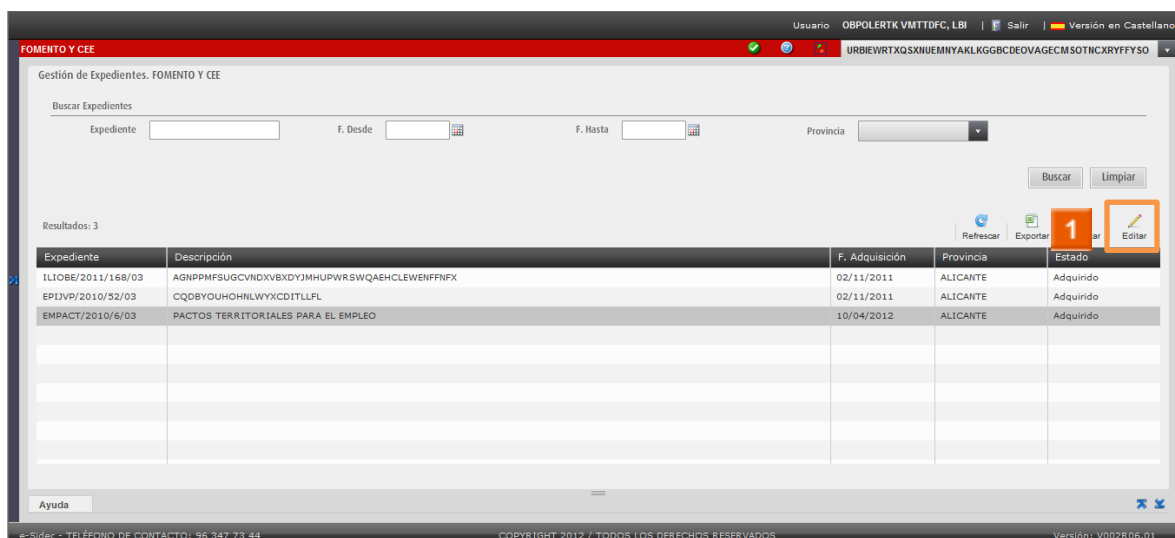 Usuario OBPOLERTK VMTTDFC, LBI | Salir | Versión en Castellano
FOMENTO Y CEE URBIEWRTXQSXNUEMNYAKLKGGBCDEOVAGECMSOTNCXRYFFYSO
Gestión de Expedientes. FOMENTO Y CEE
Buscar Expedientes
Expediente F. Desde F. Hasta Provincia
Buscar Limpiar
Resultados: 3 Refrescar Exportar 1 ar Editar
Expediente Descripción F. Adquisición Provincia Estado
ILIOBE/2011/168/03 AGNPPMFSUGCVNDXVBXDYJMHUPWRSWQAEHCLEWENFFNFX 02/11/2011 ALICANTE Adquirido
EPIJVP/2010/52/03 CQDBYOUHOHNLWYXCDITLLFL 02/11/2011 ALICANTE Adquirido
EMPACT/2010/6/03 PACTOS TERRITORIALES PARA EL EMPLEO 10/04/2012 ALICANTE Adquirido
Ayuda
e-Sidec - TELÉFONO DE CONTACTO: 96 347 73 44 COPYRIGHT 2012 / TODOS LOS DERECHOS RESERVADOS Versión: V002R06.01